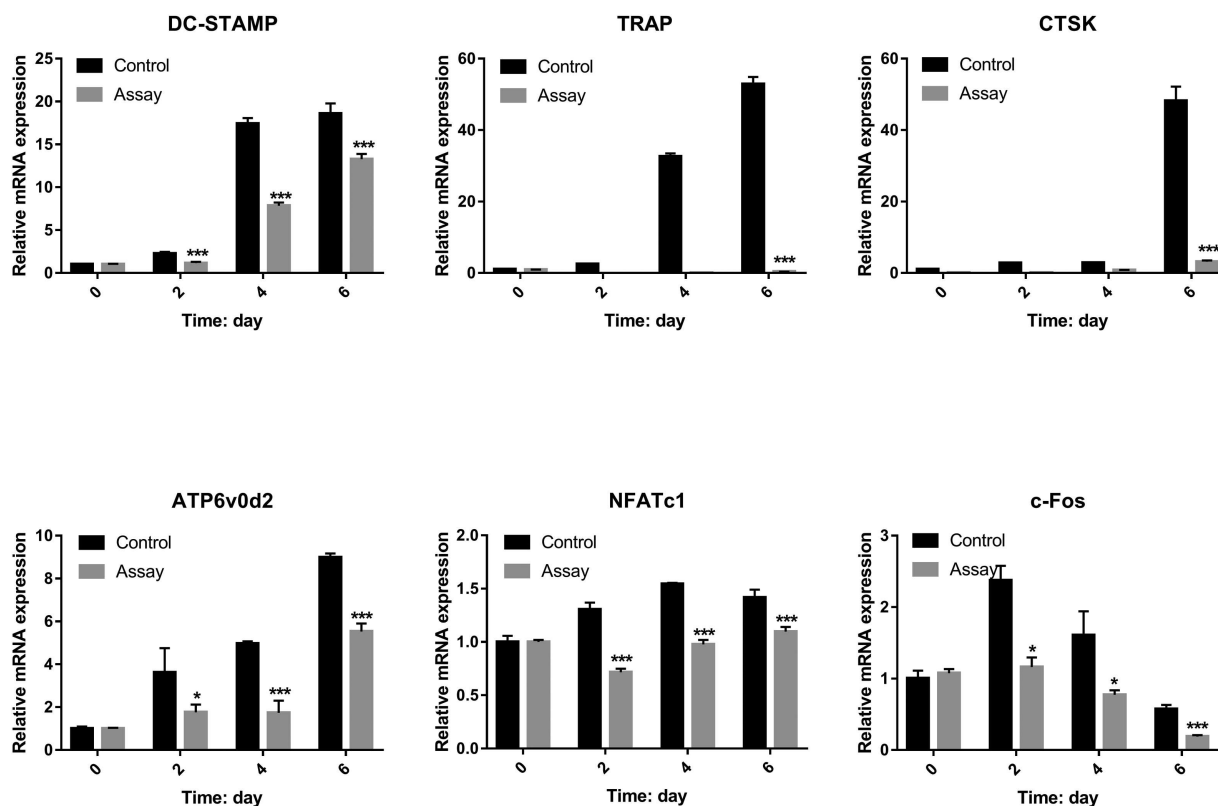 DC-STAMP
Relative mRNA expression
25
20
15
10
5
0
Control
Assay
***
***
***
0
2
4
6
Time: day
TRAP
Relative mRNA expression
60
40
20
0
Control
Assay
***
0
2
4
6
Time: day
CTSK
Relative mRNA expression
60
40
20
0
Control
Assay
***
0
2
4
6
Time: day
ATP6v0d2
Relative mRNA expression
10
8
6
4
2
0
Control
Assay
*
***
***
0
2
4
6
Time: day
NFATc1
Relative mRNA expression
2.0
1.5
1.0
0.5
0.0
Control
Assay
***
***
***
0
2
4
6
Time: day
c-Fos
Relative mRNA expression
3
2
1
0
Control
Assay
*
*
***
0
2
4
6
Time: day